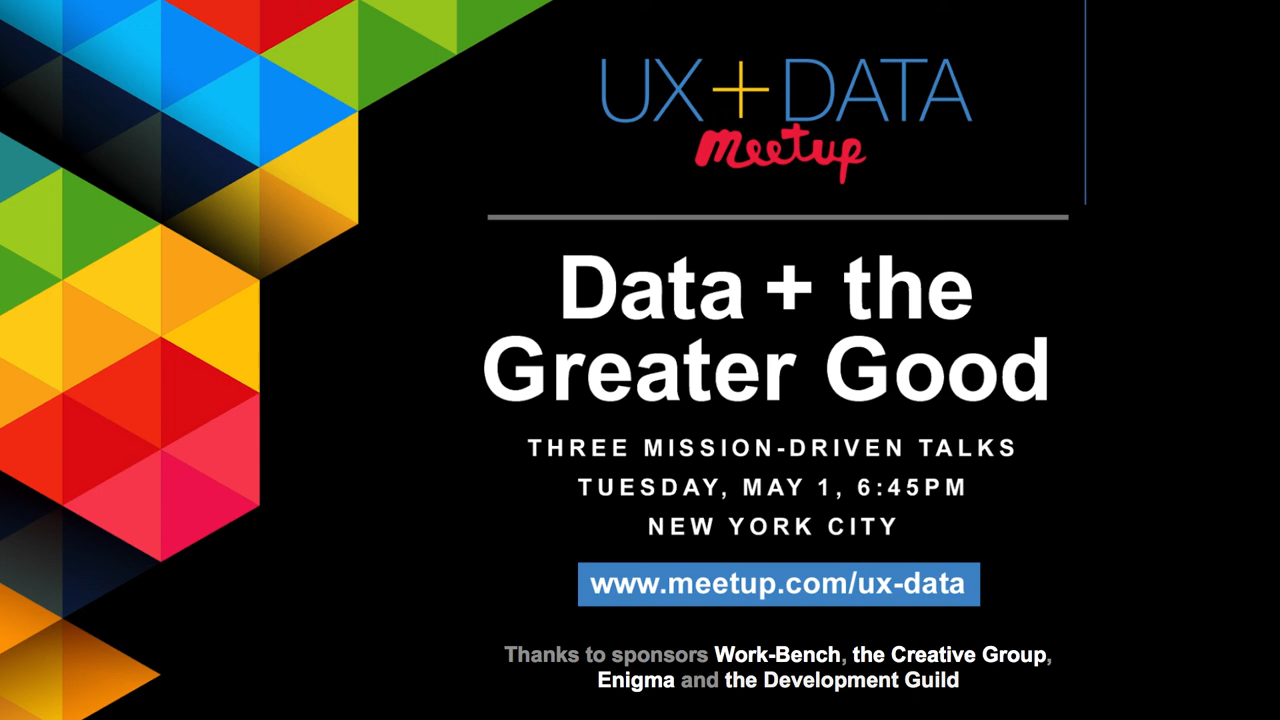 UX+DATA
meetup
Data + the
Greater Good
THREE MISSION-DRIVEN TALKS
TUESDAY, MAY 1, 6:45PM
NEW YORK CITY
www.meetup.com/ux-data
Thanks to sponsors Work-Bench, the Creative Group,
Enigma and the Development Guild